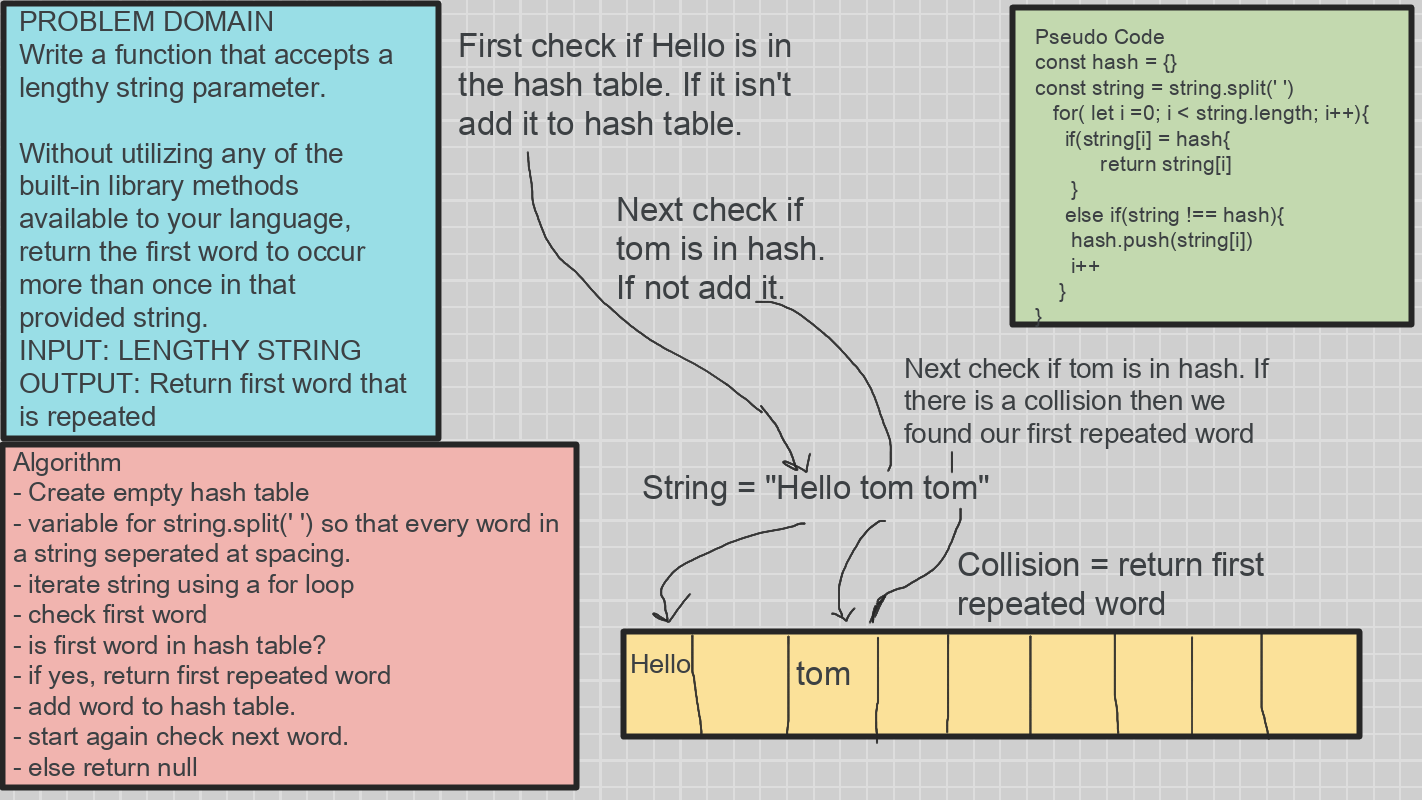 PROBLEM DOMAIN
Write a function that accepts a
lengthy string parameter.
Without utilizing any of the
built-in library methods
available to your language,
return the first word to occur
more than once in that
provided string.
INPUT: LENGTHY STRING
OUTPUT: Return first word that
is repeated
Algorithm
- Create empty hash table
- variable for string.split(' ') so that every word in
a string seperated at spacing.
- iterate string using a for loop
- check first word
- is first word in hash table?
- if yes, return first repeated word
- add word to hash table.
- start again check next word.
- else return null
First check if Hello is in
the hash table. If it isn't
add it to hash table.
Next check if
tom is in hash.
If not add it.
Pseudo Code
const hash = {}
const string = string.split(' ')
for( let i =0; i < string.length; i++){
if(string[i] = hash{
return string[i]
}
else if(string !== hash){
hash.push(string[i])
i++
}
}
Next check if tom is in hash. If
there is a collision then we
found our first repeated word
String = "Hello tom tom"
Collision = return first
repeated word
Hello
tom